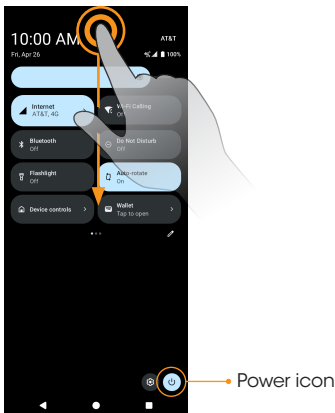 10:00 AM
AT&T
Fri, Apr 26
100%
Internet
AT&T, 4G
Wi-Fi Calling
On
Bluetooth
Off
Do Not Disturb
Off
Flashlight
Off
Auto-rotate
On
Device controls
Wallet
Tap to open
Power icon